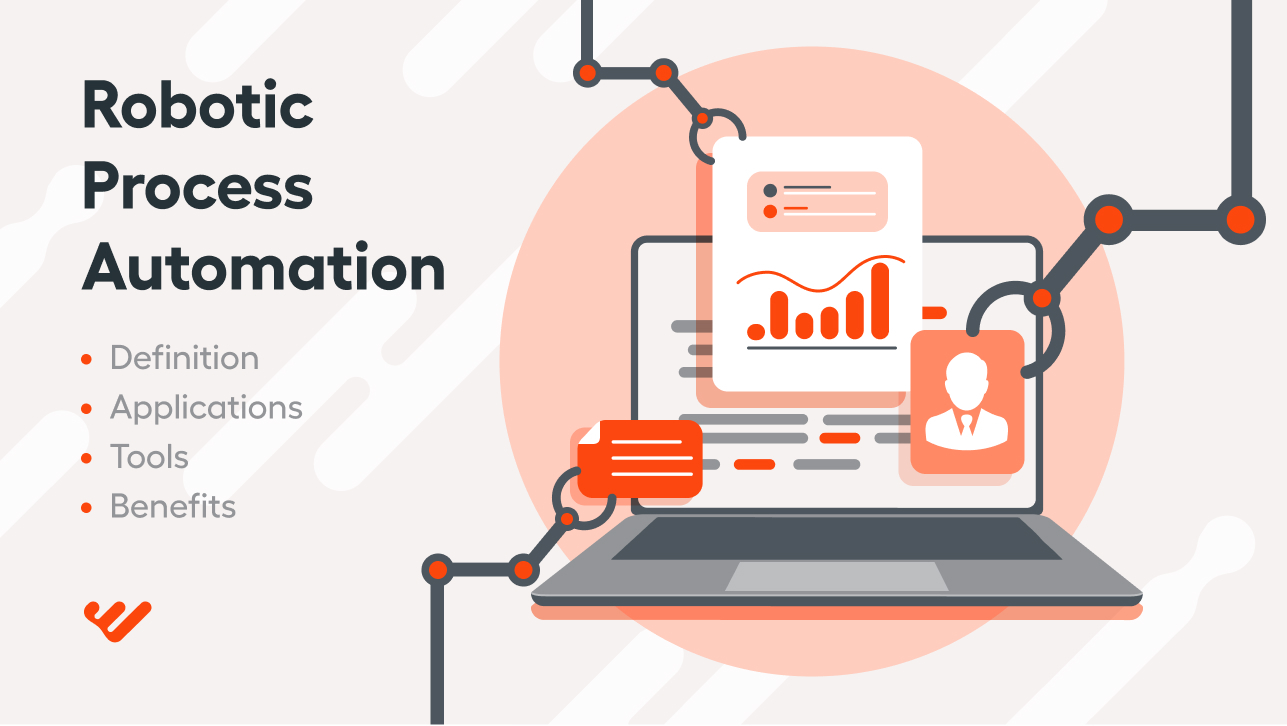 Robotic
Process
Automation
Definition
Applications
Tools
Benefits